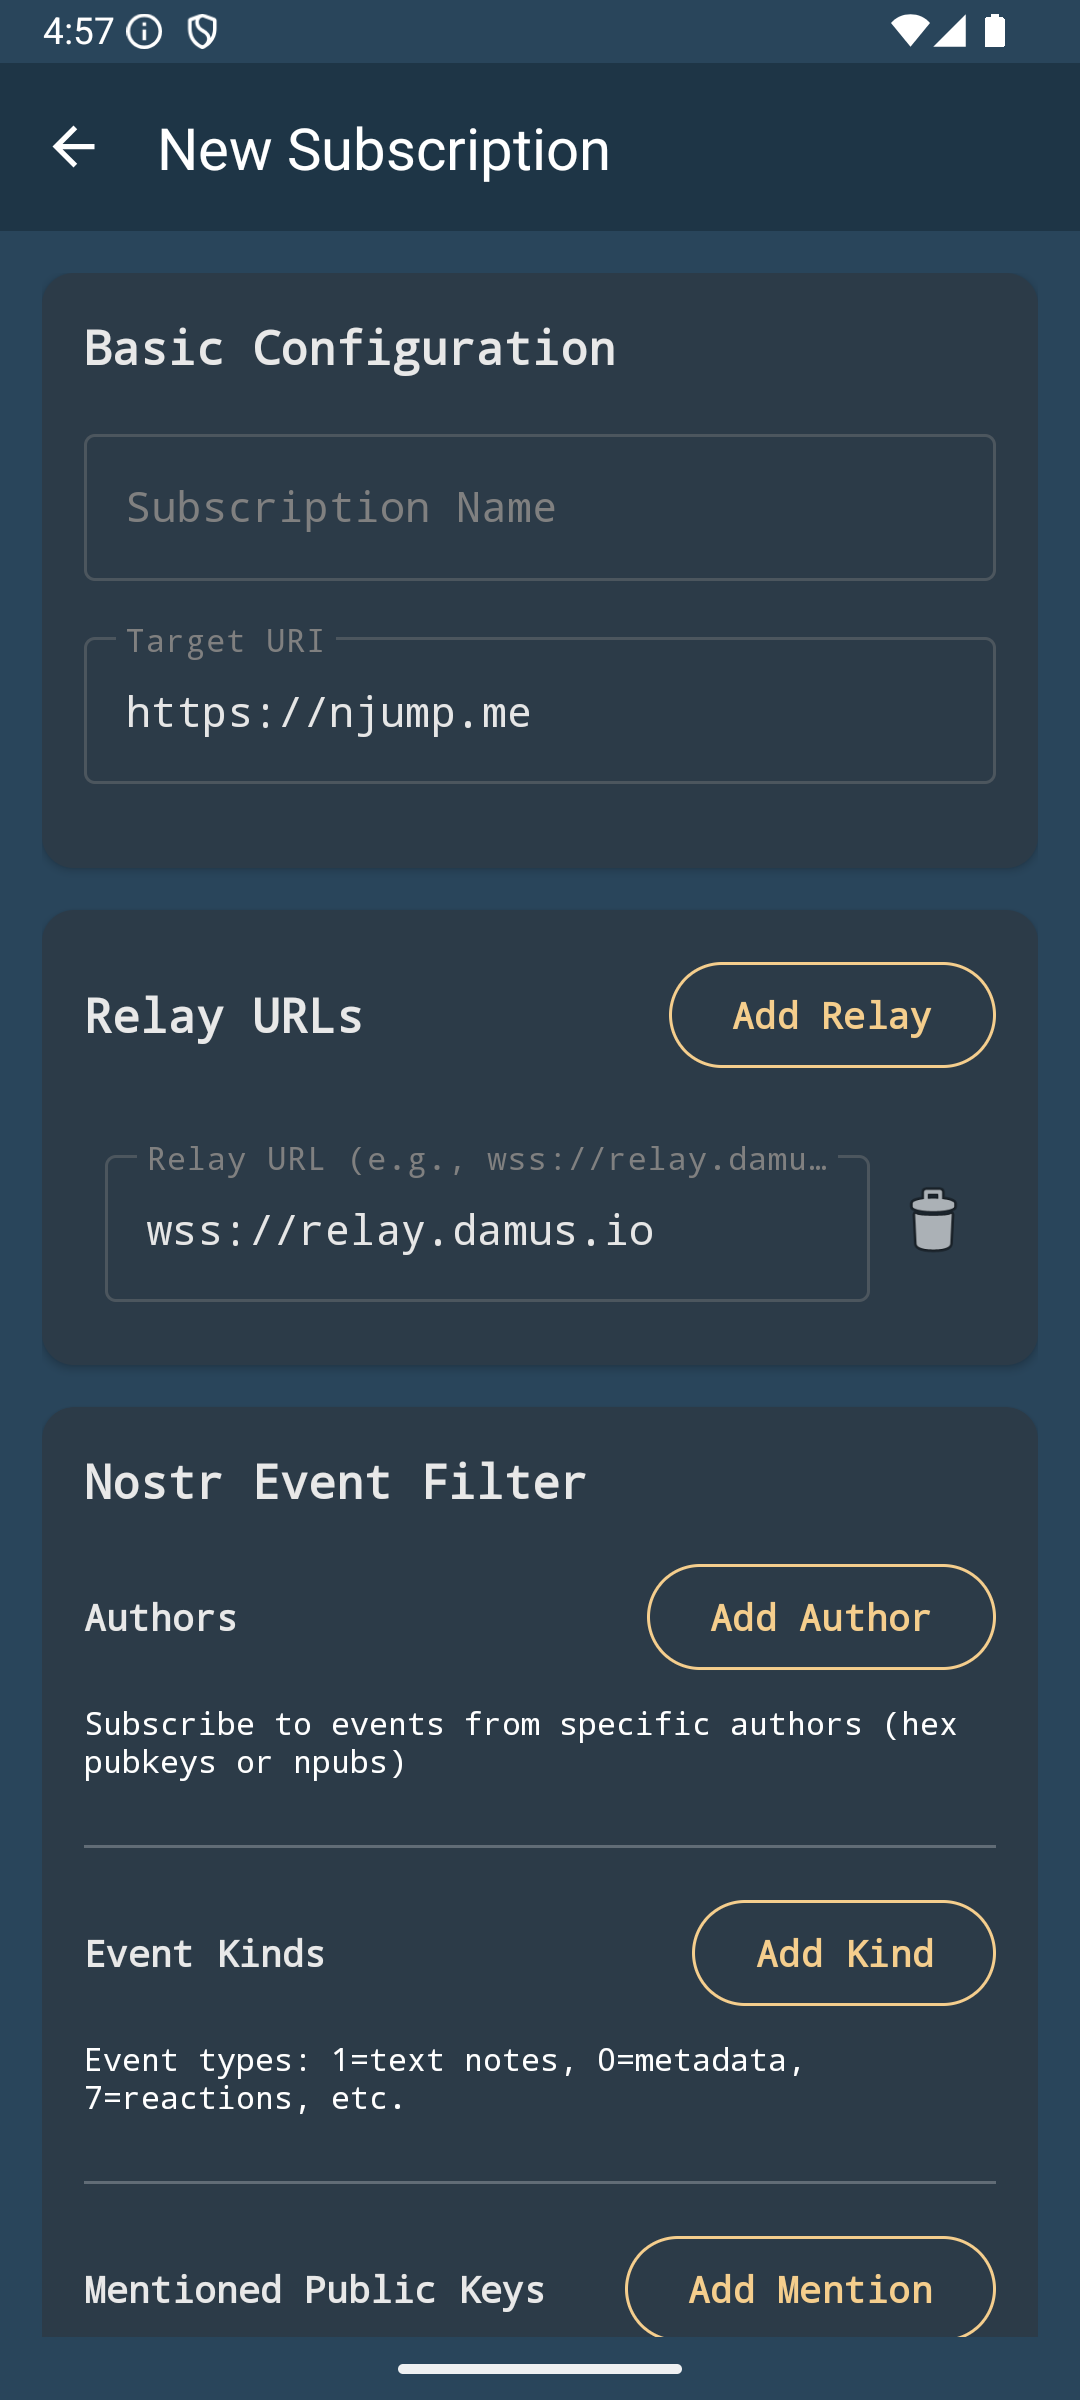 4:57
New Subscription
Basic Configuration
Subscription Name
Target URI
https://njump.me
Relay URLs
Add Relay
Relay URL (e.g., wss://relay.damu…
wss://relay.damus.io
Nostr Event Filter
Authors
Add Author
Subscribe to events from specific authors (hex
pubkeys or npubs)
Event Kinds
Add Kind
Event types: 1=text notes, 0=metadata,
7=reactions, etc.
Mentioned Public Keys
Add Mention